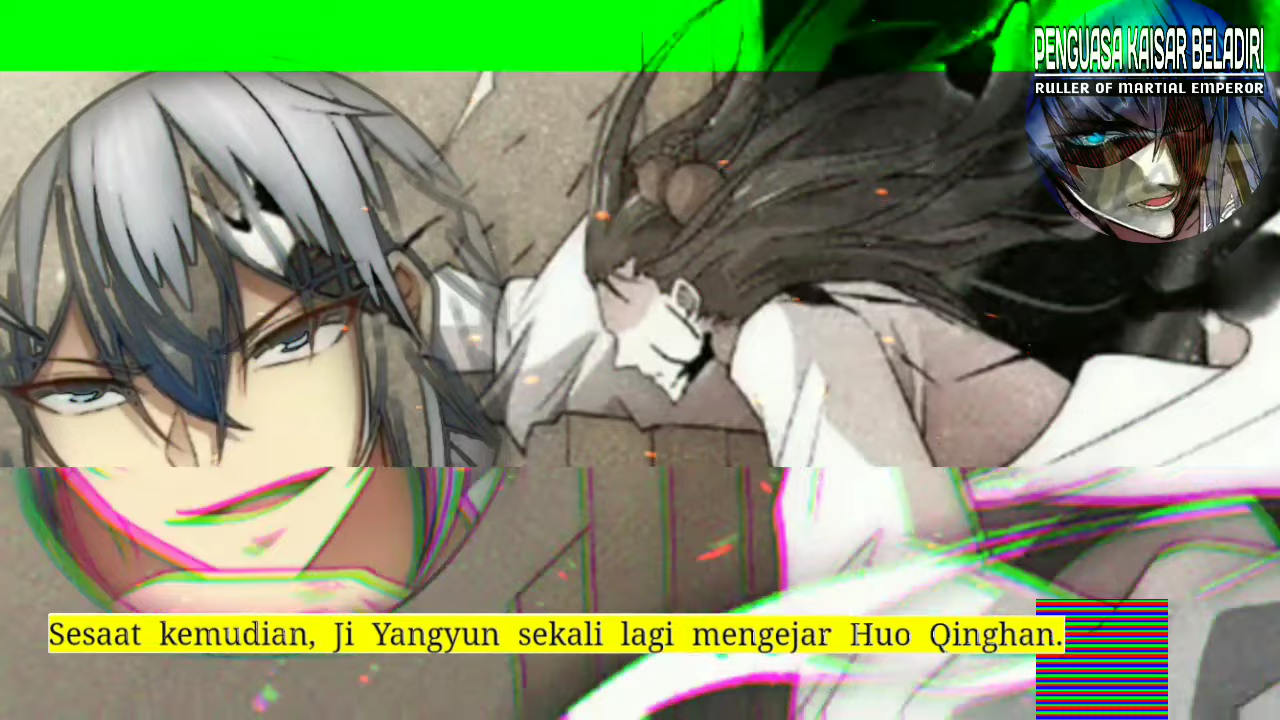 PENGUASA KAISAR BELADIRI
RULLER OF MARTIAL EMPEROR
Sesaat kemudian, Ji Yangyun sekali lagi mengejar Huo Qinghan.